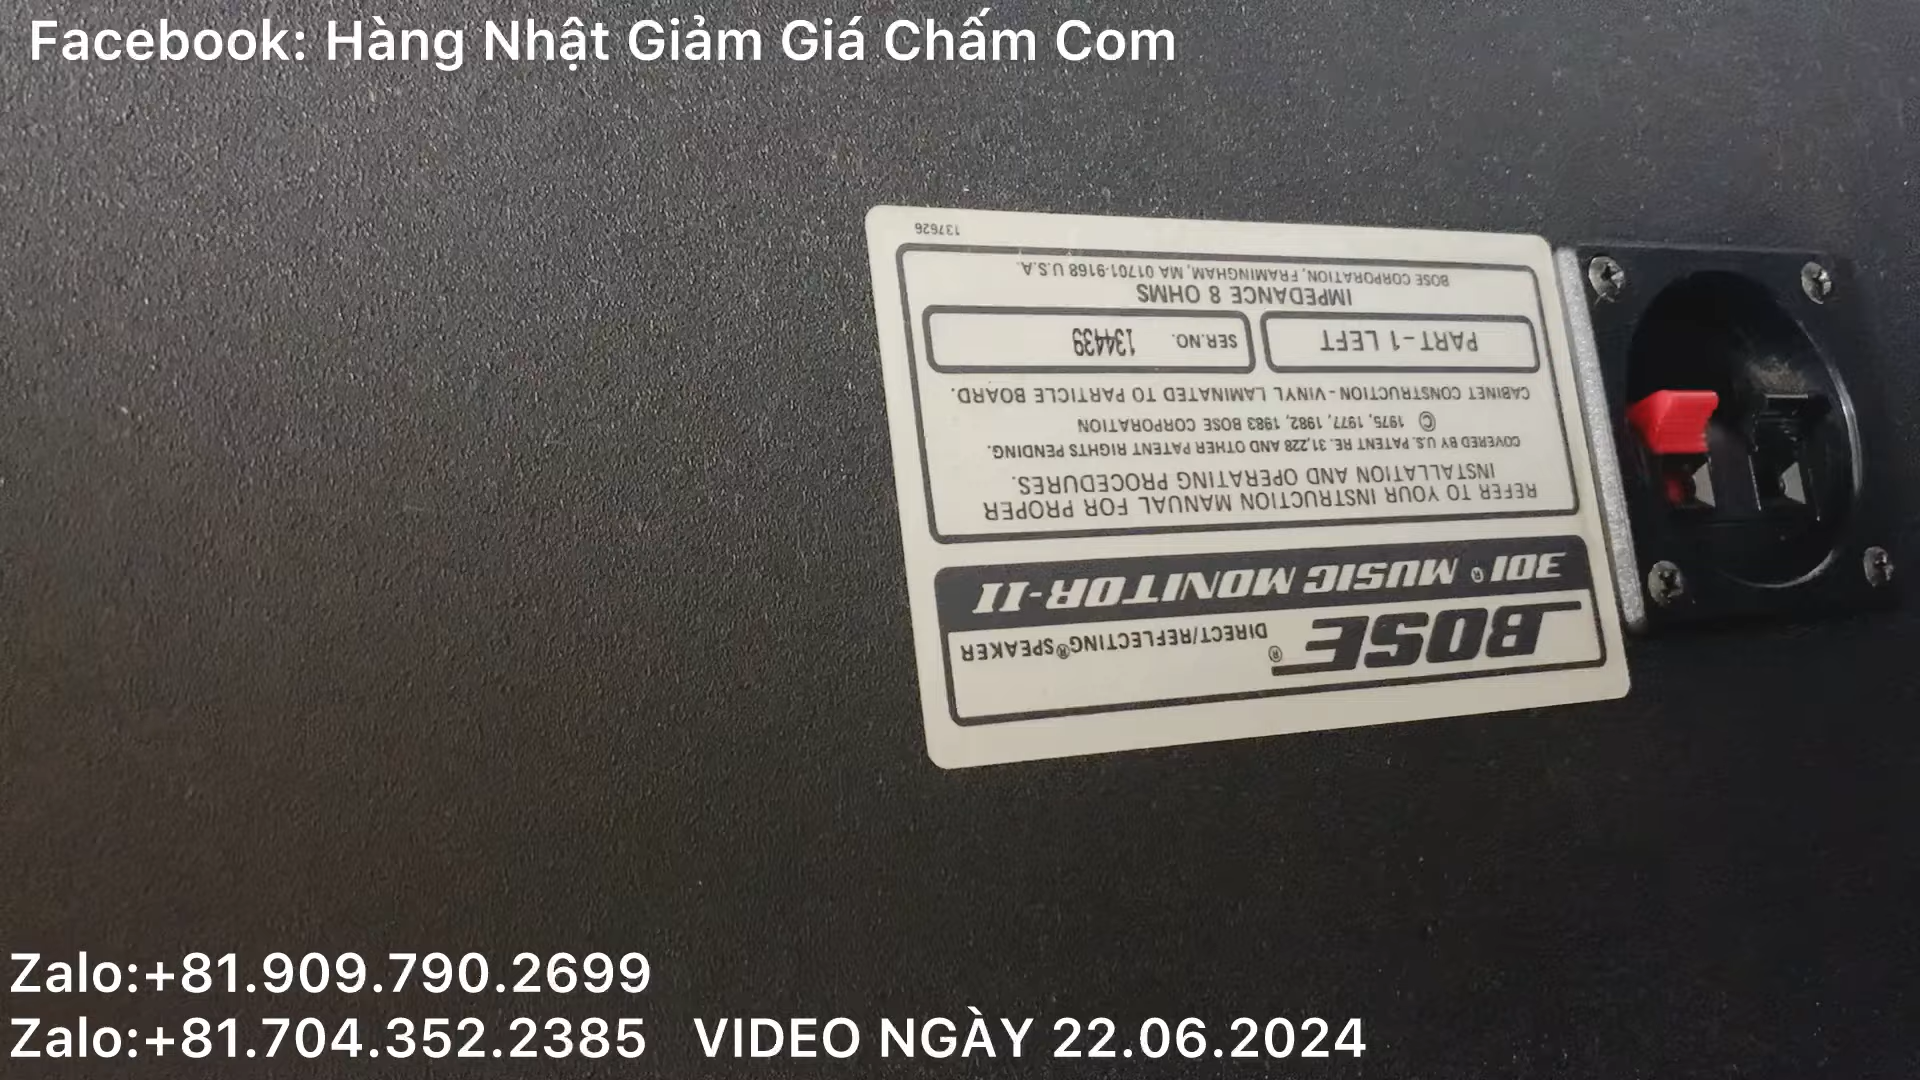 Facebook: Hàng Nhật Giảm Giá Chấm Com
BOSE® DIRECT/REFLECTING® SPEAKER
301® MUSIC MONITOR-II
REFER TO YOUR INSTRUCTION MANUAL FOR PROPER
INSTALLATION AND OPERATING PROCEDURES.
COVERED BY U.S. PATENT RE. 31,228 AND OTHER PATENT RIGHTS PENDING.
© 1975, 1977, 1982, 1983 BOSE CORPORATION
CABINET CONSTRUCTION - VINYL LAMINATED TO PARTICLE BOARD.
PART-1 LEFT
SER.NO. 134439
IMPEDANCE 8 OHMS
BOSE CORPORATION, FRAMINGHAM, MA 01701-9168 U.S.A.
137626
Zalo:+81.909.790.2699
Zalo:+81.704.352.2385 VIDEO NGÀY 22.06.2024